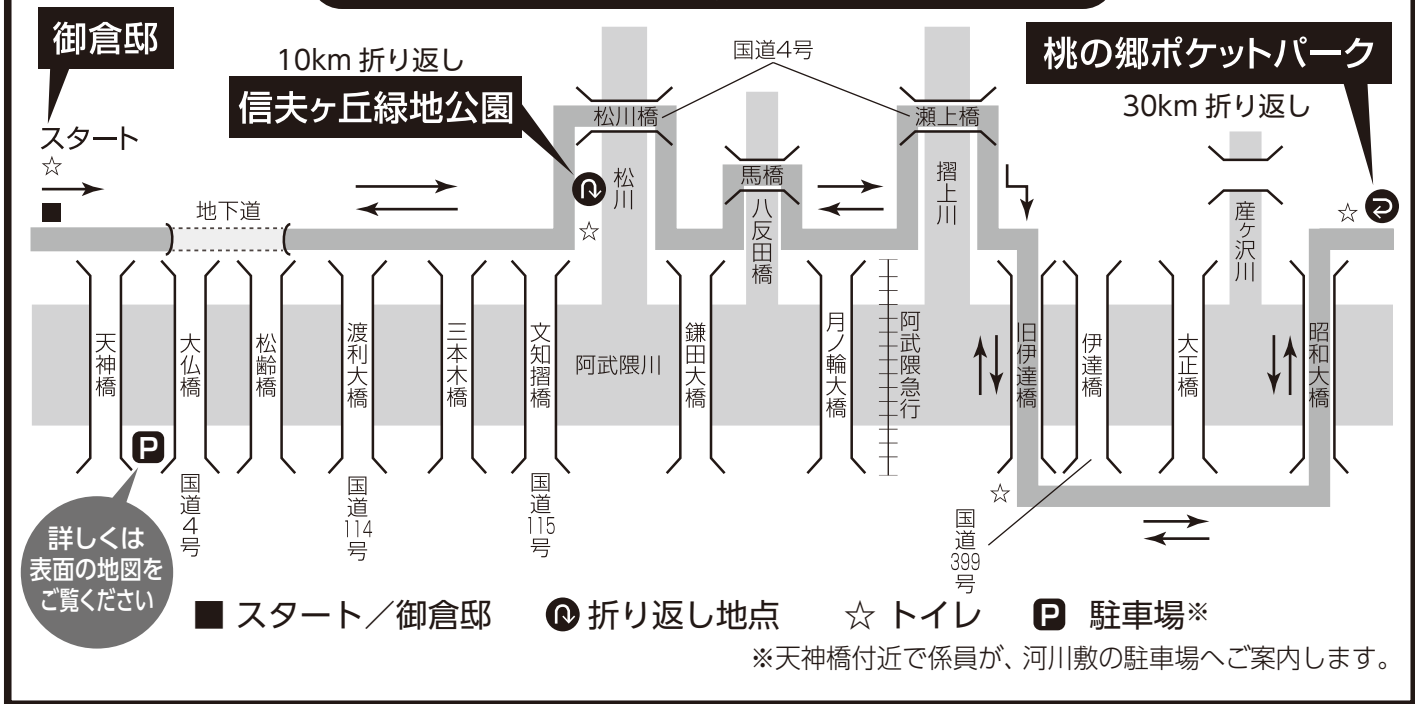 御倉邸
スタート
☆
10km 折り返し
信夫ヶ丘緑地公園
国道4号
桃の郷ポケットパーク
30km 折り返し
☆
地下道
松川橋
松川
☆
馬橋
八反田橋
瀬上橋
摺上川
産ヶ沢川
天神橋
大仏橋
松齢橋
渡利大橋
三本木橋
文知摺橋
阿武隈川
鎌田大橋
月ノ輪大橋
阿武隈急行
旧伊達橋
伊達橋
大正橋
昭和大橋
P
国道4号
国道114号
国道115号
☆
国道399号
詳しくは
表面の地図を
ご覧ください
■ スタート／御倉邸 折り返し地点 ☆ トイレ P 駐車場※
※天神橋付近で係員が、河川敷の駐車場へご案内します。